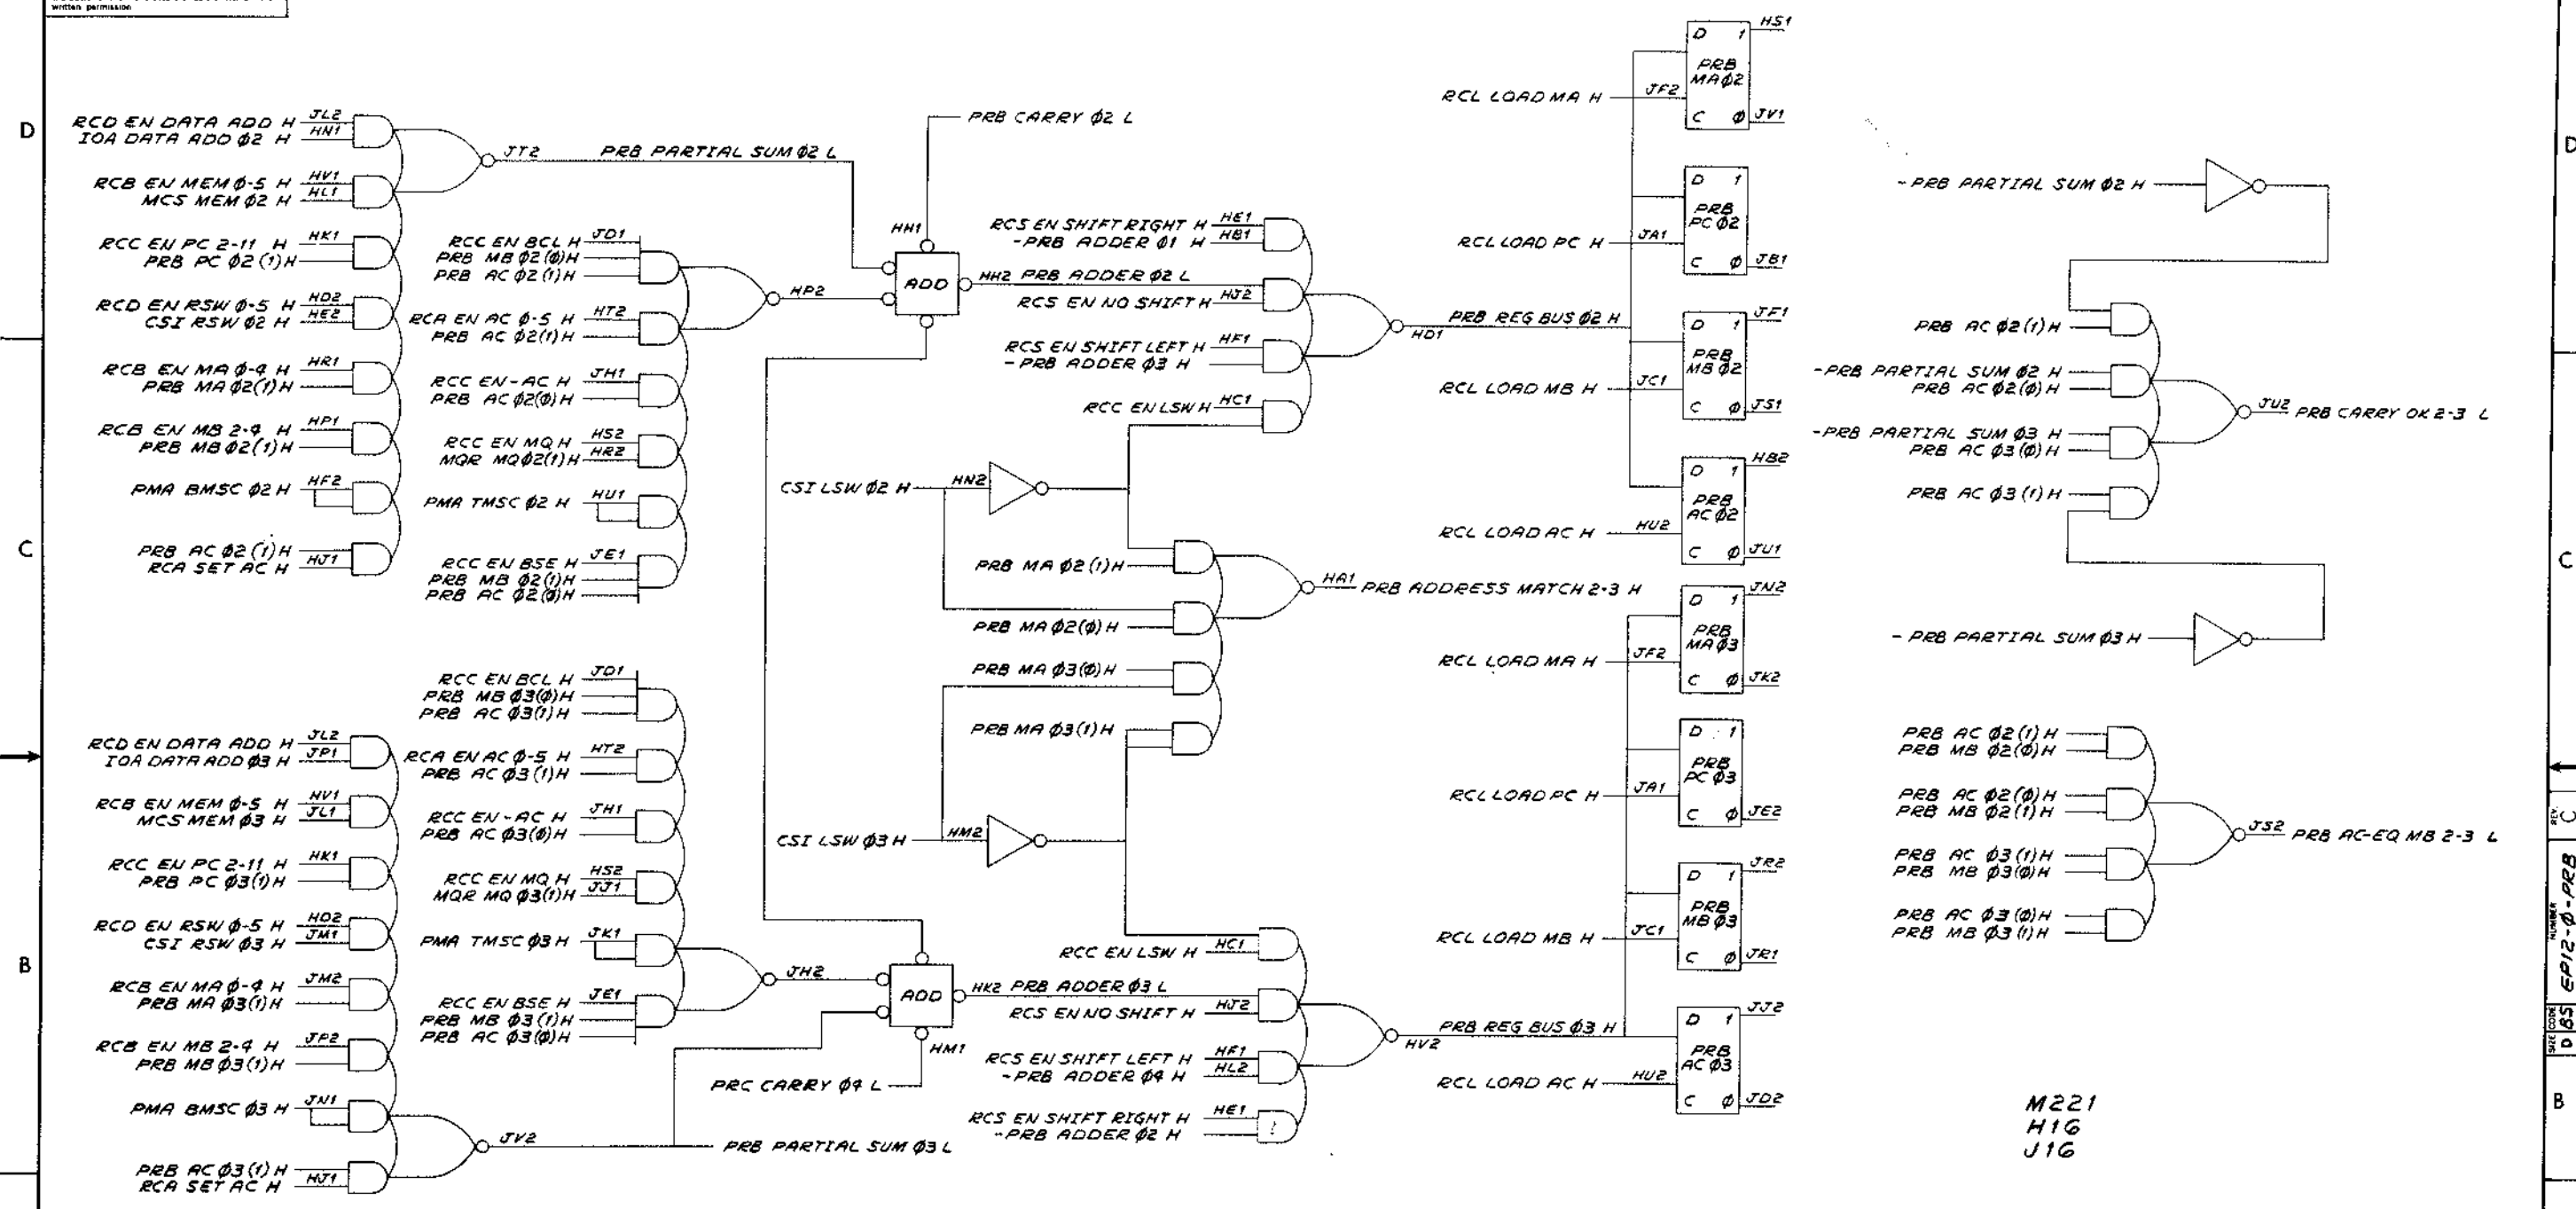 written permission
D
RCD EN DATA ADD H JL2
IOA DATA ADD Ø2 H HN1
RCB EN MEM Ø-5 H HV1
MCS MEM Ø2 H HL1
RCC EN PC 2-11 H HK1
PRB PC Ø2 (1) H
RCD EN RSW Ø-5 H HD2
CSI RSW Ø2 H HE2
RCB EN MA Ø-4 H HR1
PRB MA Ø2(1) H
RCB EN MB 2-4 H HP1
PRB MB Ø2(1) H
PMA BMSC Ø2 H HF2
PRB AC Ø2 (1) H
RCA SET AC H HJ1
JT2 PRB PARTIAL SUM Ø2 L
RCC EN BCL H JD1
PRB MB Ø2(Ø) H
PRB AC Ø2(1) H
RCA EN AC Ø-5 H HT2
PRB AC Ø2(1) H
RCC EN-AC H JH1
PRB AC Ø2(Ø) H
RCC EN MQ H HS2
MQR MQ Ø2(1) H HR2
PMA TMSC Ø2 H HU1
RCC EN BSE H JE1
PRB MB Ø2(1) H
PRB AC Ø2(Ø) H
HP2
PRB CARRY Ø2 L
HH1
ADD
HH2 PRB ADDER Ø2 L
RCS EN SHIFT RIGHT H HE1
-PRB ADDER Ø1 H HB1
RCS EN NO SHIFT H HJ2
RCS EN SHIFT LEFT H HF1
-PRB ADDER Ø3 H
RCC EN LSW H HC1
HD1 PRB REG BUS Ø2 H
CSI LSW Ø2 H HN2
PRB MA Ø2 (1) H
PRB MA Ø2(Ø) H
PRB MA Ø3(Ø) H
PRB MA Ø3(1) H
HA1 PRB ADDRESS MATCH 2-3 H
CSI LSW Ø3 H HM2
RCL LOAD MA H JF2
D 1 HS1
PRB
MA Ø2
C Ø JV1
RCL LOAD PC H JA1
D 1
PRB
PC Ø2
C Ø JB1
RCL LOAD MB H JC1
D 1 JF1
PRB
MB Ø2
C Ø JS1
RCL LOAD AC H HU2
D 1 HB2
PRB
AC Ø2
C Ø JU1
RCL LOAD MA H JF2
D 1 JN2
PRB
MA Ø3
C Ø JK2
RCL LOAD PC H JA1
D 1
PRB
PC Ø3
C Ø JE2
RCL LOAD MB H JC1
D 1 JR2
PRB
MB Ø3
C Ø JR1
RCL LOAD AC H HU2
D 1 JJ2
PRB
AC Ø3
C Ø JD2
-PRB PARTIAL SUM Ø2 H
PRB AC Ø2(1) H
-PRB PARTIAL SUM Ø2 H
PRB AC Ø2(Ø) H
-PRB PARTIAL SUM Ø3 H
PRB AC Ø3(Ø) H
PRB AC Ø3 (1) H
JU2 PRB CARRY OK 2-3 L
-PRB PARTIAL SUM Ø3 H
PRB AC Ø2(1) H
PRB MB Ø2(Ø) H
PRB AC Ø2(Ø) H
PRB MB Ø2(1) H
PRB AC Ø3(1) H
PRB MB Ø3(Ø) H
PRB AC Ø3 (Ø) H
PRB MB Ø3(1) H
JS2 PRB AC-EQ MB 2-3 L
C
RCC EN BCL H JD1
PRB MB Ø3(Ø) H
PRB AC Ø3(1) H
RCA EN AC Ø-5 H HT2
PRB AC Ø3 (1) H
RCC EN -AC H JH1
PRB AC Ø3(Ø) H
RCC EN MQ H HS2
MQR MQ Ø3(1) H JJ1
PMA TMSC Ø3 H JK1
RCC EN BSE H JE1
PRB MB Ø3 (1) H
PRB AC Ø3(Ø) H
JH2
RCD EN DATA ADD H JL2
IOA DATA ADD Ø3 H JP1
RCB EN MEM Ø-5 H HV1
MCS MEM Ø3 H JL1
RCC EN PC 2-11 H HK1
PRB PC Ø3(1) H
RCD EN RSW Ø-5 H HD2
CSI RSW Ø3 H JM1
RCB EN MA Ø-4 H JM2
PRB MA Ø3(1) H
RCB EN MB 2-4 H JP2
PRB MB Ø3(1) H
PMA BMSC Ø3 H JN1
PRB AC Ø3(1) H
RCA SET AC H HJ1
JV2 PRB PARTIAL SUM Ø3 L
ADD
HK2 PRB ADDER Ø3 L
HM1
PRC CARRY Ø4 L
RCC EN LSW H HC1
RCS EN NO SHIFT H HJ2
RCS EN SHIFT LEFT H HF1
-PRB ADDER Ø4 H HL2
RCS EN SHIFT RIGHT H HE1
-PRB ADDER Ø2 H
HV2 PRB REG BUS Ø3 H
B
M221
H16
J16
D
C
B
REV. C
NUMBER EP12-Ø-PRB
SIZE D
CODE BS